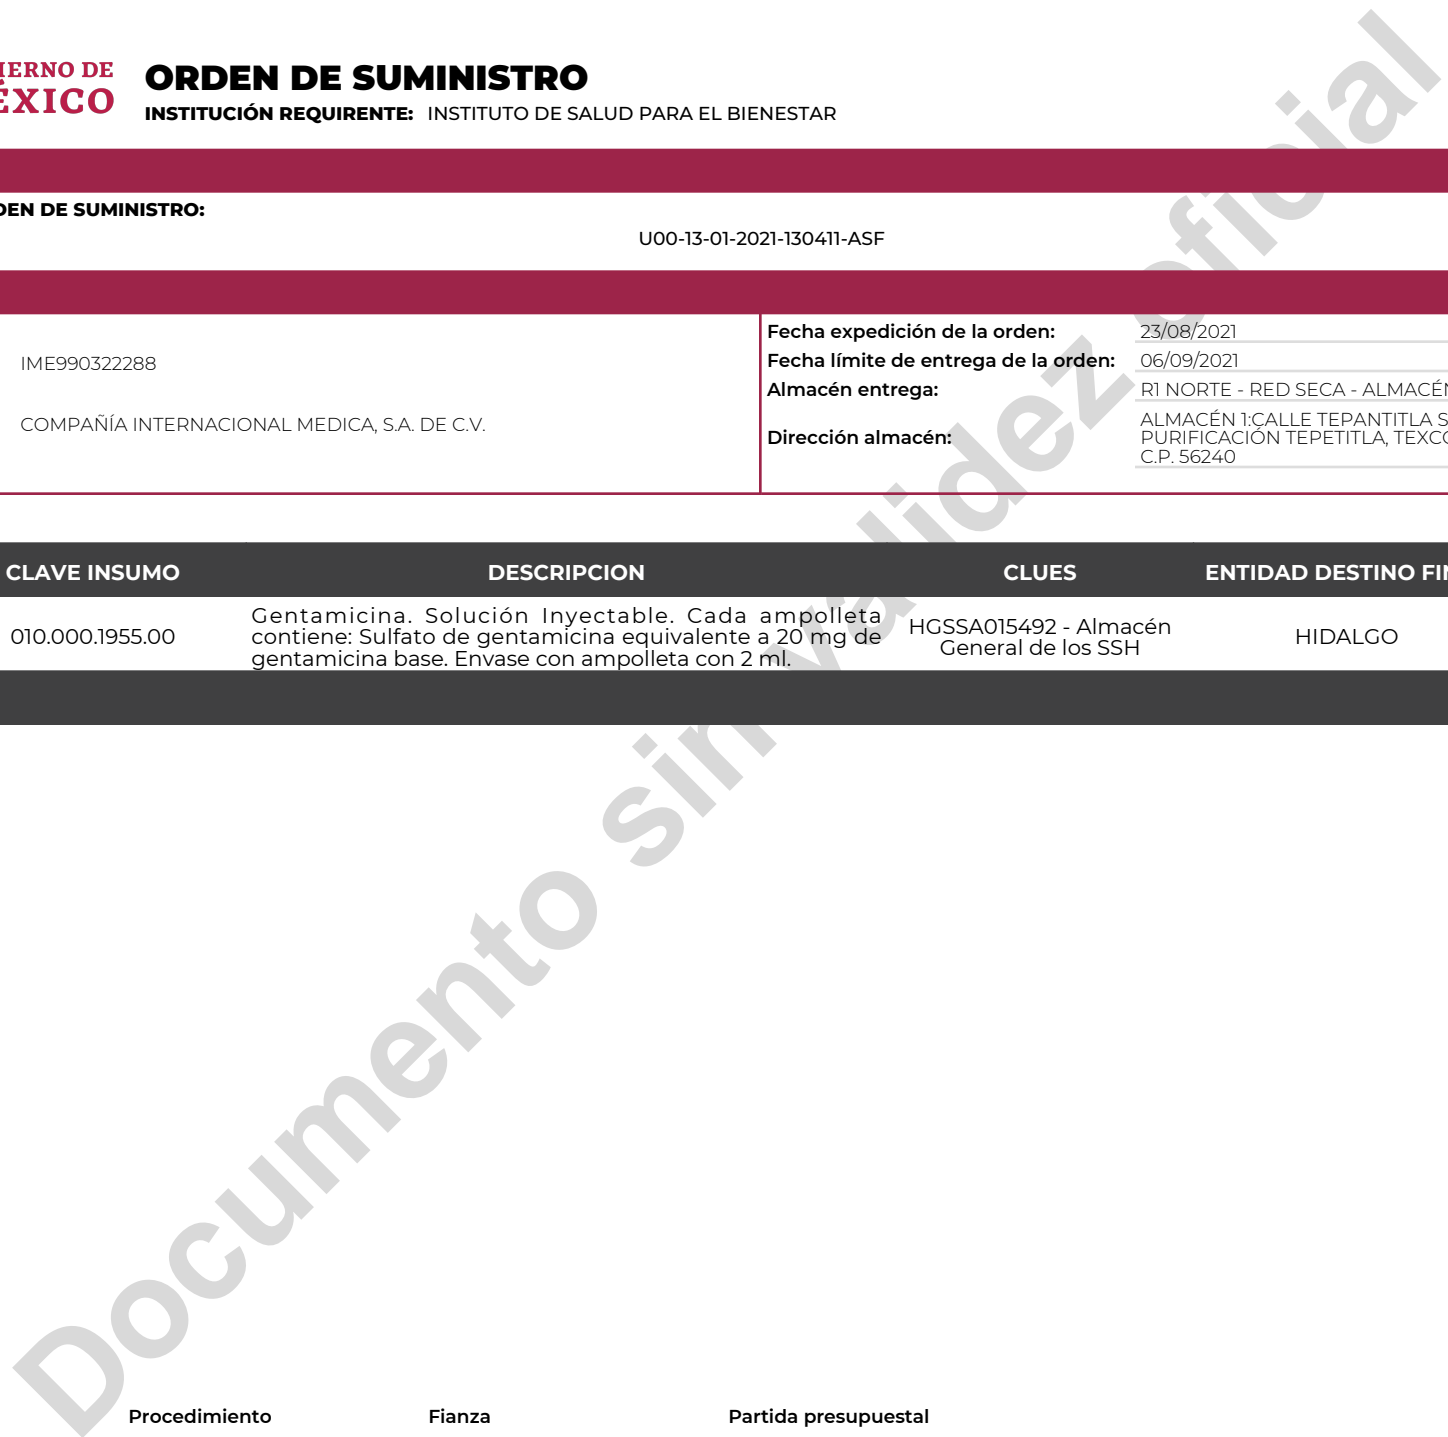 IERNO DE
ÉXICO
ORDEN DE SUMINISTRO
INSTITUCIÓN REQUIRENTE: INSTITUTO DE SALUD PARA EL BIENESTAR
DEN DE SUMINISTRO:
U00-13-01-2021-130411-ASF
IME990322288
COMPAÑÍA INTERNACIONAL MEDICA, S.A. DE C.V.
Fecha expedición de la orden: 23/08/2021
Fecha límite de entrega de la orden: 06/09/2021
Almacén entrega: R1 NORTE - RED SECA - ALMACÉN
Dirección almacén: ALMACÉN 1:CALLE TEPANTITLA S
PURIFICACIÓN TEPETITLA, TEXCO
C.P. 56240
CLAVE INSUMO DESCRIPCION CLUES ENTIDAD DESTINO FIN
010.000.1955.00
Gentamicina. Solución Inyectable. Cada ampolleta
contiene: Sulfato de gentamicina equivalente a 20 mg de
gentamicina base. Envase con ampolleta con 2 ml.
HGSSA015492 - Almacén
General de los SSH
HIDALGO
Documento sin validez oficial
Procedimiento Fianza Partida presupuestal